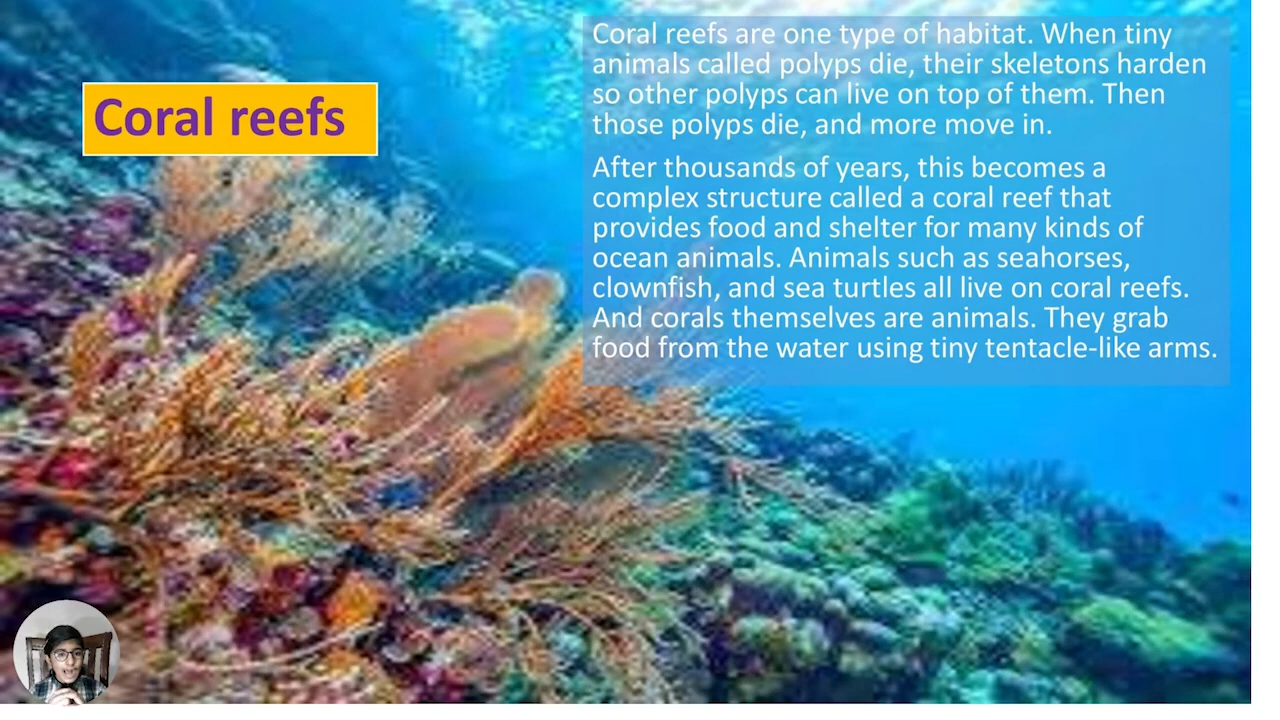 Coral reefs
Coral reefs are one type of habitat. When tiny
animals called polyps die, their skeletons harden
so other polyps can live on top of them. Then
those polyps die, and more move in.
After thousands of years, this becomes a
complex structure called a coral reef that
provides food and shelter for many kinds of
ocean animals. Animals such as seahorses,
clownfish, and sea turtles all live on coral reefs.
And corals themselves are animals. They grab
food from the water using tiny tentacle-like arms.